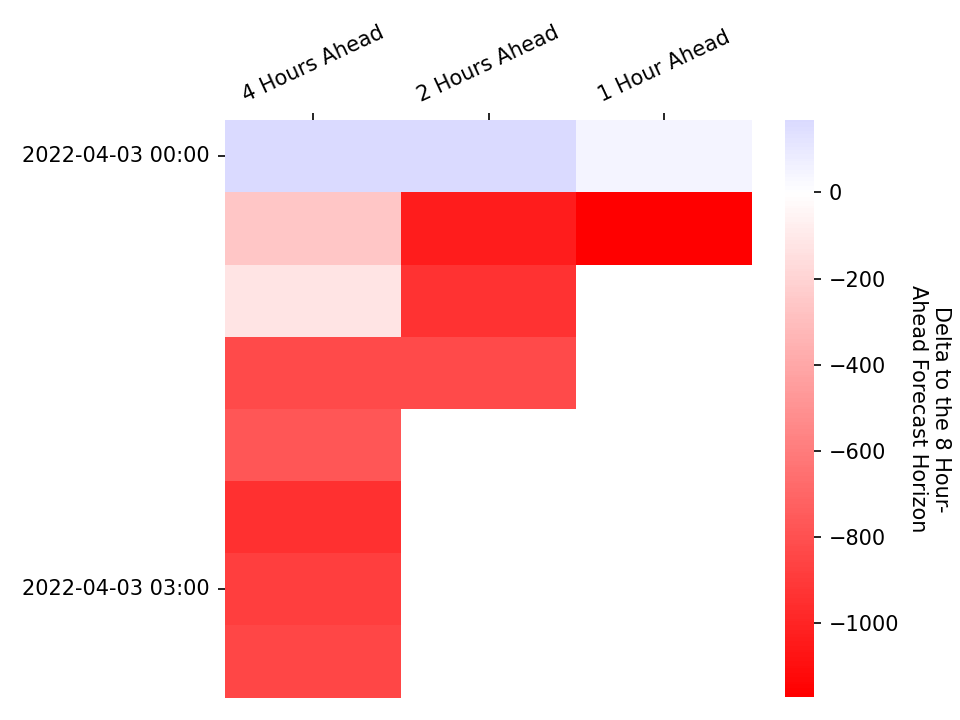 4 Hours Ahead
2 Hours Ahead
1 Hour Ahead
2022-04-03 00:00
2022-04-03 03:00
0
−200
−400
−600
−800
−1000
Delta to the 8 Hour-
Ahead Forecast Horizon